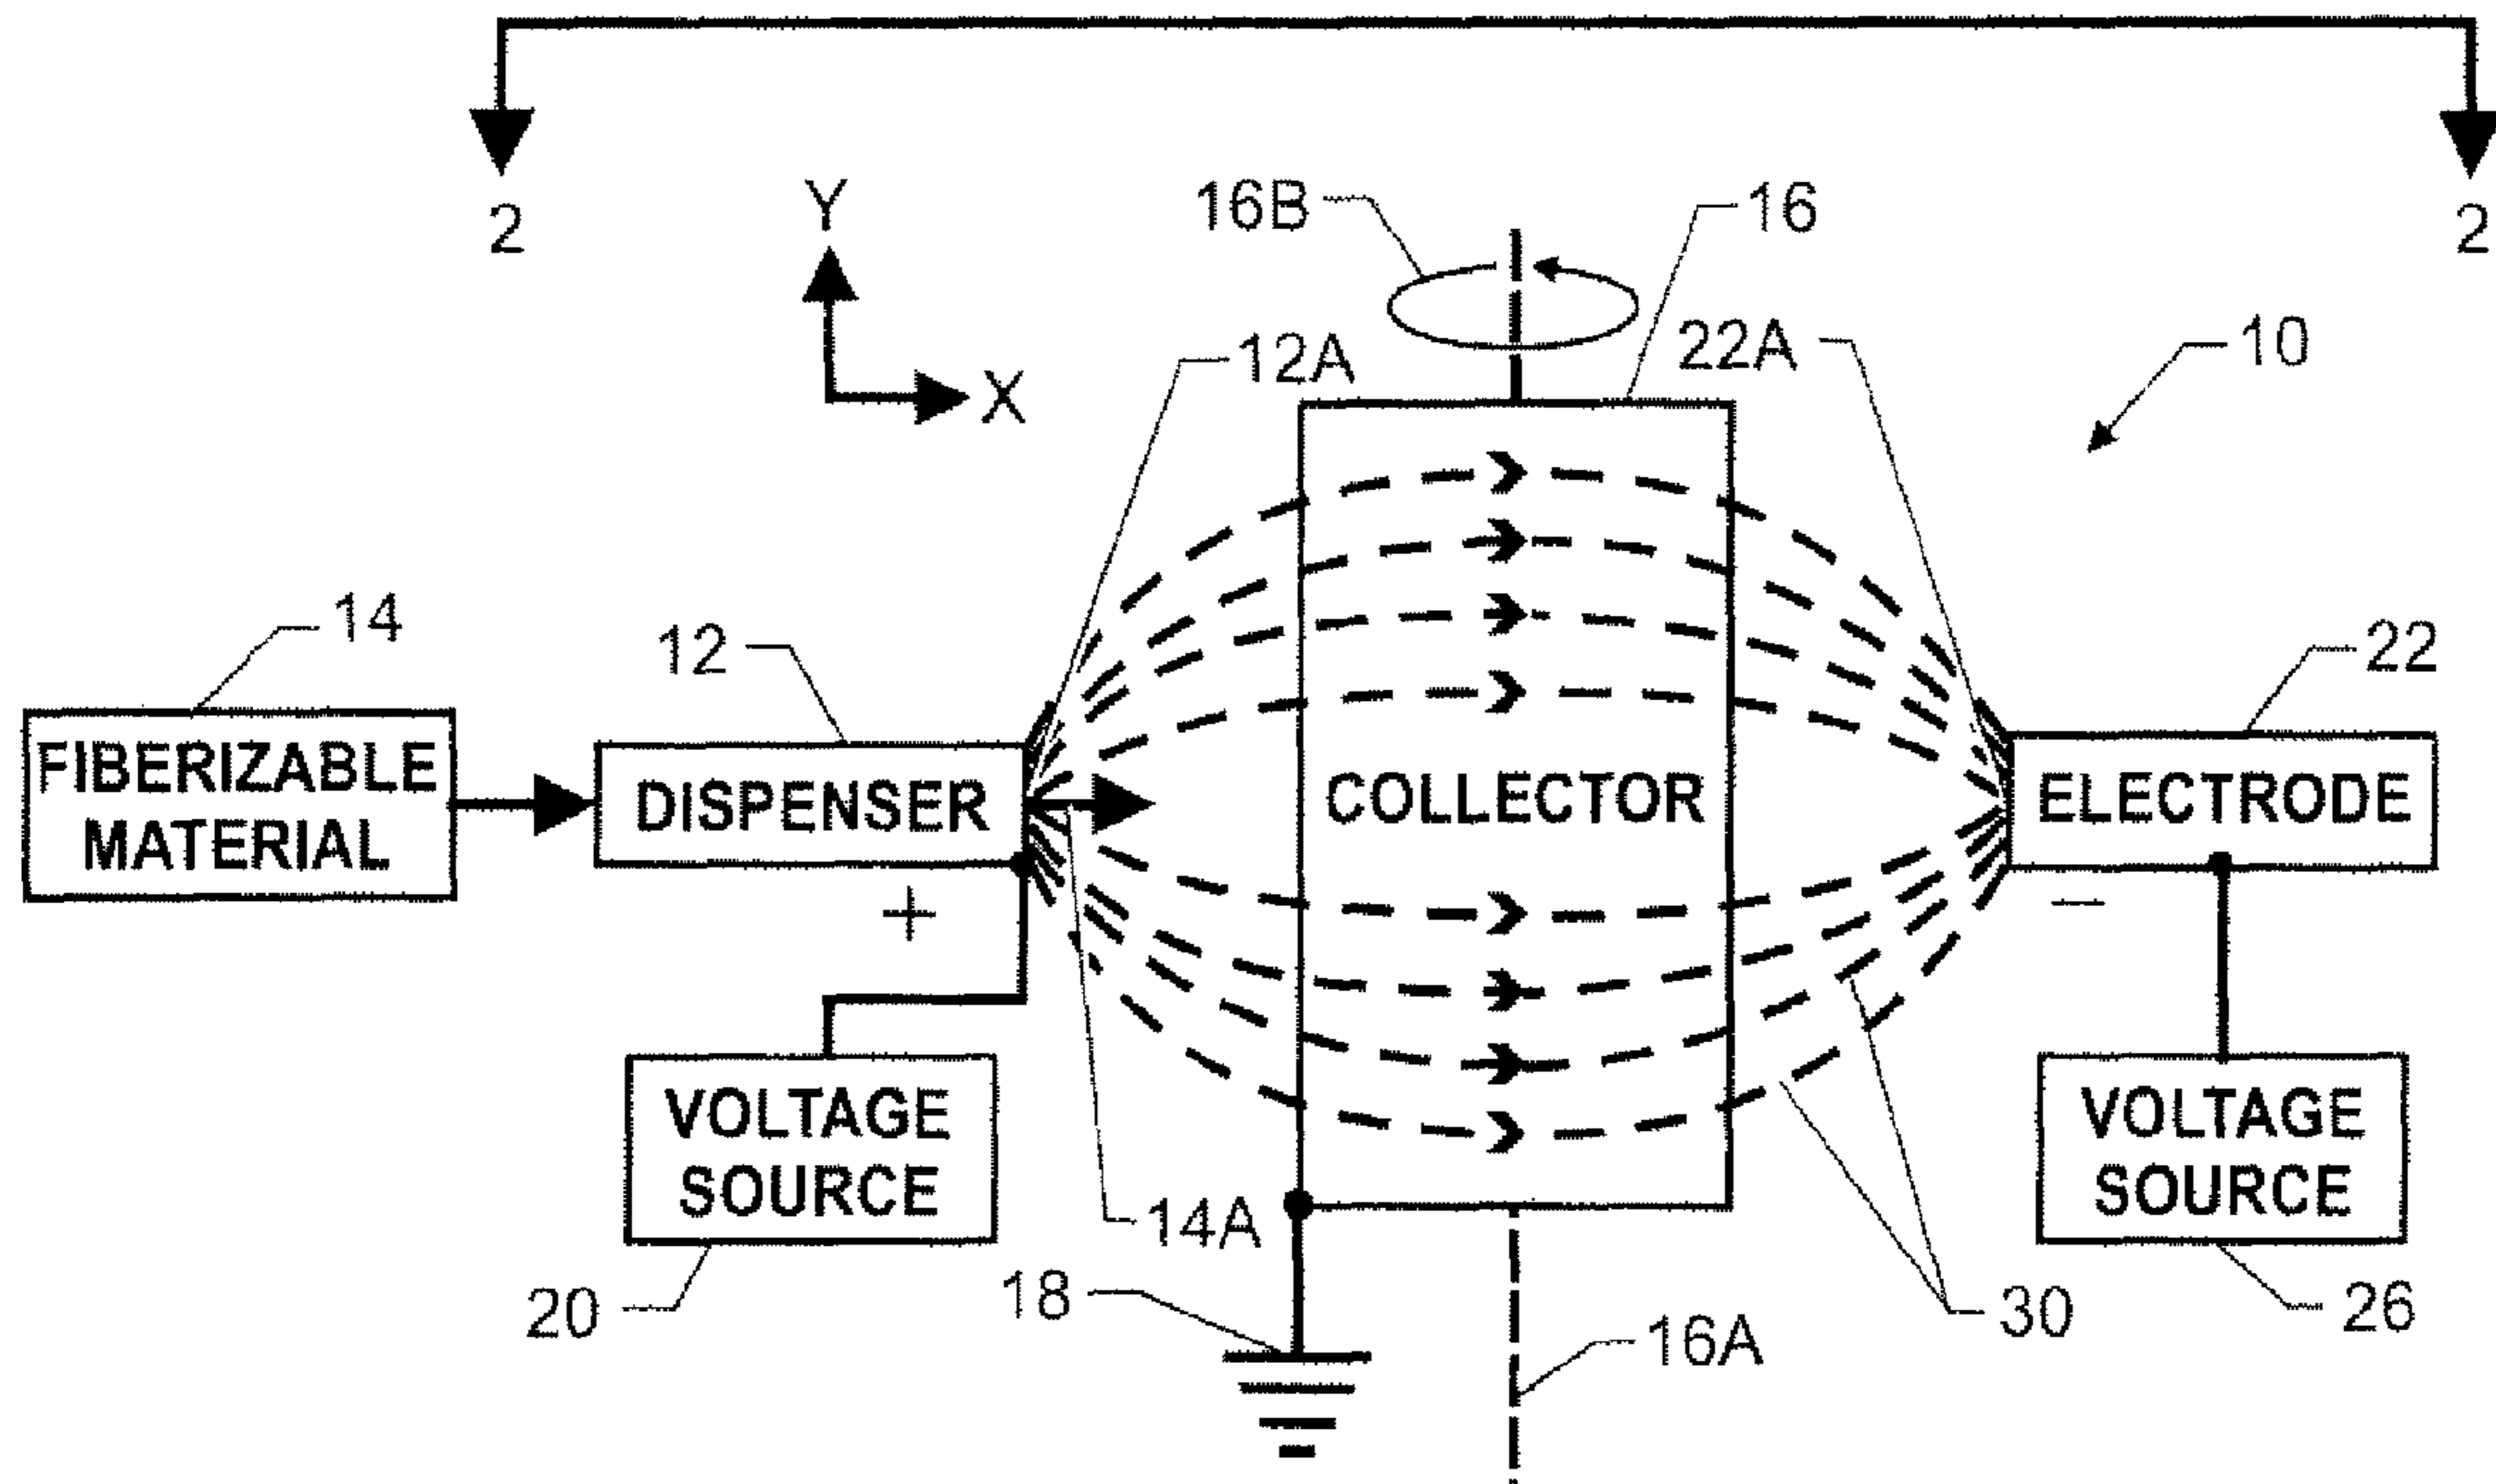 2
2
Y
X
16B
16
12A
22A
10
14
12
22
FIBERIZABLE
MATERIAL
DISPENSER
COLLECTOR
ELECTRODE
+
−
VOLTAGE
SOURCE
VOLTAGE
SOURCE
14A
20
18
16A
30
26